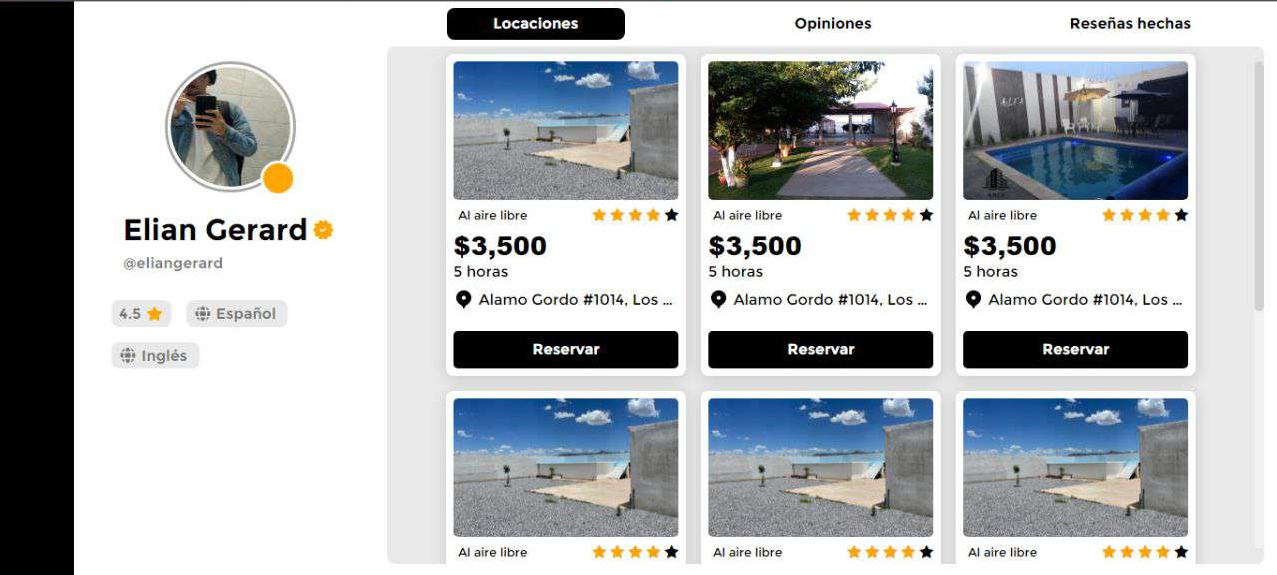 Locaciones
Opiniones
Reseñas hechas
Elian Gerard
@eliangerard
4.5
Español
Inglés
Al aire libre
$3,500
5 horas
Alamo Gordo #1014, Los ...
Reservar
Al aire libre
$3,500
5 horas
Alamo Gordo #1014, Los ...
Reservar
ALFA
Al aire libre
$3,500
5 horas
Alamo Gordo #1014, Los ...
Reservar
Al aire libre
Al aire libre
Al aire libre